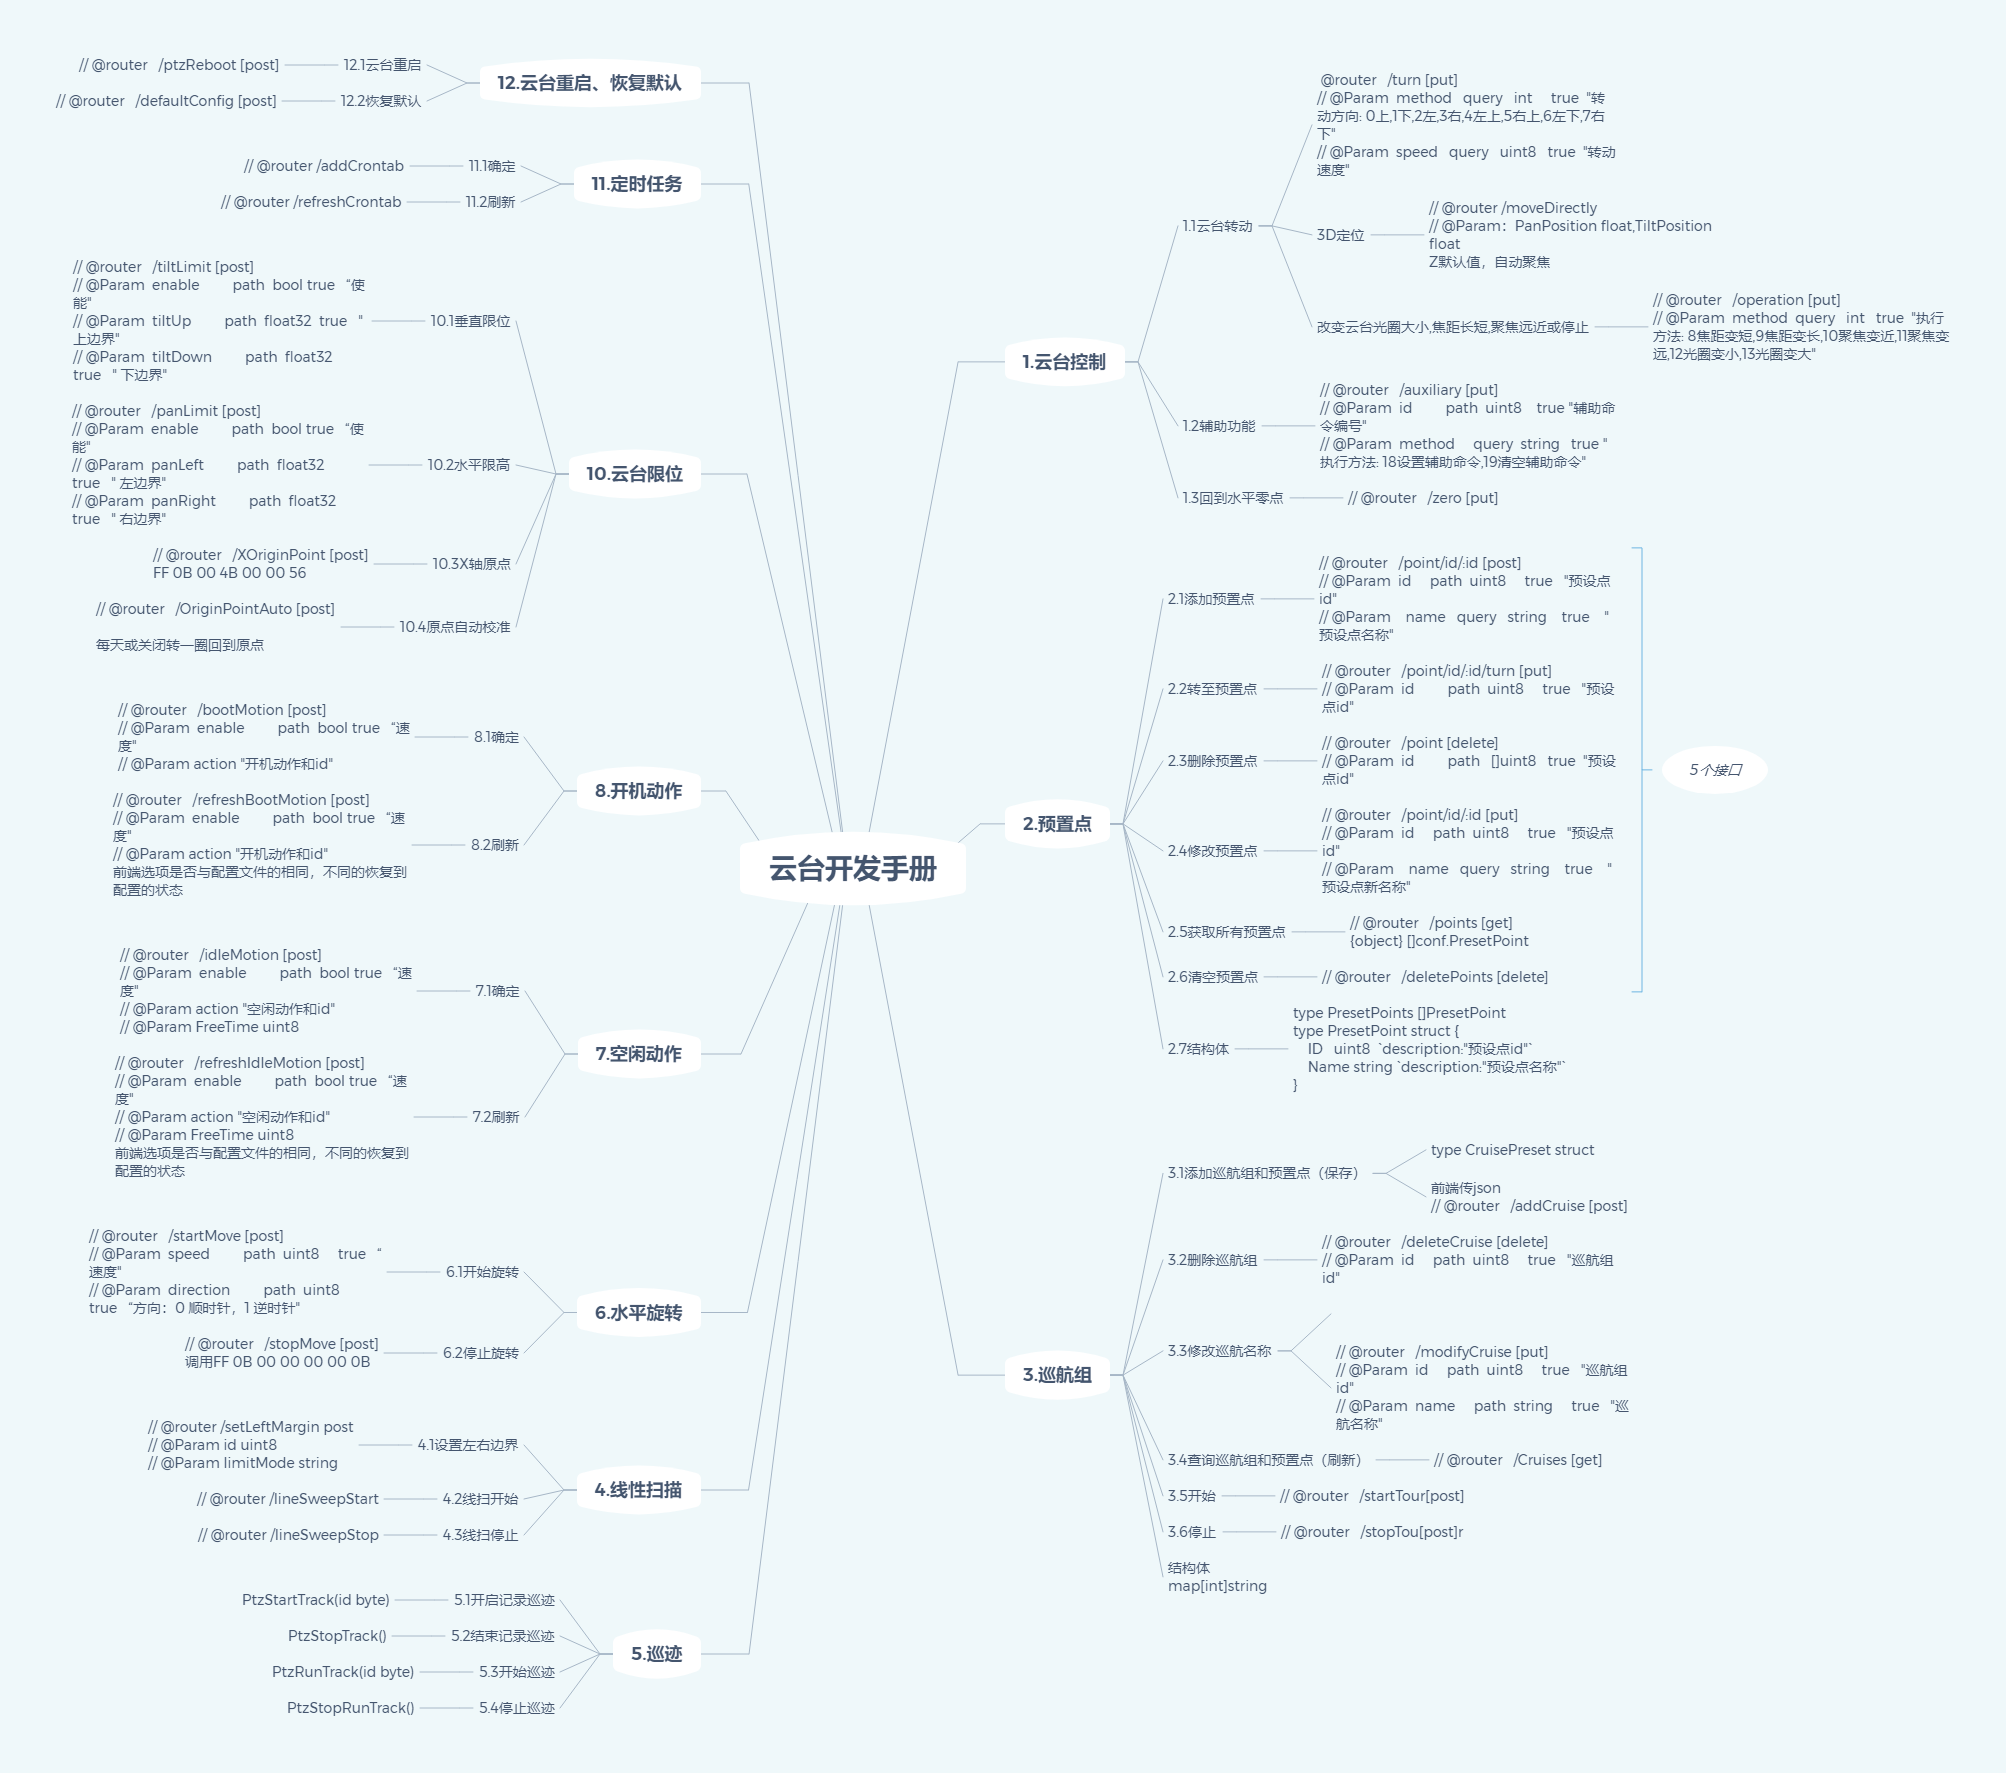 云台开发手册
1.云台控制
1.1云台转动
@router /turn [put]
// @Param method query int true "转
动方向: 0上,1下,2左,3右,4左上,5右上,6左下,7右
下"
// @Param speed query uint8 true "转动
速度"
3D定位
// @router /moveDirectly
// @Param：PanPosition float,TiltPosition
float
Z默认值，自动聚焦
改变云台光圈大小,焦距长短,聚焦远近或停止
// @router /operation [put]
// @Param method query int true "执行
方法: 8焦距变短,9焦距变长,10聚焦变近,11聚焦变
远,12光圈变小,13光圈变大"
1.2辅助功能
// @router /auxiliary [put]
// @Param id path uint8 true "辅助命
令编号"
// @Param method query string true "
执行方法: 18设置辅助命令,19清空辅助命令"
1.3回到水平零点
// @router /zero [put]
2.预置点
2.1添加预置点
// @router /point/id/:id [post]
// @Param id path uint8 true "预设点
id"
// @Param name query string true "
预设点名称"
2.2转至预置点
// @router /point/id/:id/turn [put]
// @Param id path uint8 true "预设
点id"
2.3删除预置点
// @router /point [delete]
// @Param id path []uint8 true "预设
点id"
2.4修改预置点
// @router /point/id/:id [put]
// @Param id path uint8 true "预设点
id"
// @Param name query string true "
预设点新名称"
2.5获取所有预置点
// @router /points [get]
{object} []conf.PresetPoint
2.6清空预置点
// @router /deletePoints [delete]
5个接口
2.7结构体
type PresetPoints []PresetPoint
type PresetPoint struct {
ID uint8 `description:"预设点id"`
Name string `description:"预设点名称"`
}
3.巡航组
3.1添加巡航组和预置点（保存）
type CruisePreset struct
前端传json
// @router /addCruise [post]
3.2删除巡航组
// @router /deleteCruise [delete]
// @Param id path uint8 true "巡航组
id"
3.3修改巡航名称
// @router /modifyCruise [put]
// @Param id path uint8 true "巡航组
id"
// @Param name path string true "巡
航名称"
3.4查询巡航组和预置点（刷新）
// @router /Cruises [get]
3.5开始
// @router /startTour[post]
3.6停止
// @router /stopTou[post]r
结构体
map[int]string
12.云台重启、恢复默认
12.1云台重启
// @router /ptzReboot [post]
12.2恢复默认
// @router /defaultConfig [post]
11.定时任务
11.1确定
// @router /addCrontab
11.2刷新
// @router /refreshCrontab
10.云台限位
10.1垂直限位
// @router /tiltLimit [post]
// @Param enable path bool true “使
能"
// @Param tiltUp path float32 true "
上边界"
// @Param tiltDown path float32
true " 下边界"
10.2水平限高
// @router /panLimit [post]
// @Param enable path bool true “使
能"
// @Param panLeft path float32
true " 左边界"
// @Param panRight path float32
true " 右边界"
10.3X轴原点
// @router /XOriginPoint [post]
FF 0B 00 4B 00 00 56
10.4原点自动校准
// @router /OriginPointAuto [post]
每天或关闭转一圈回到原点
8.开机动作
8.1确定
// @router /bootMotion [post]
// @Param enable path bool true “速
度"
// @Param action "开机动作和id"
8.2刷新
// @router /refreshBootMotion [post]
// @Param enable path bool true “速
度"
// @Param action "开机动作和id"
前端选项是否与配置文件的相同，不同的恢复到
配置的状态
7.空闲动作
7.1确定
// @router /idleMotion [post]
// @Param enable path bool true “速
度"
// @Param action "空闲动作和id"
// @Param FreeTime uint8
7.2刷新
// @router /refreshIdleMotion [post]
// @Param enable path bool true “速
度"
// @Param action "空闲动作和id"
// @Param FreeTime uint8
前端选项是否与配置文件的相同，不同的恢复到
配置的状态
6.水平旋转
6.1开始旋转
// @router /startMove [post]
// @Param speed path uint8 true “
速度"
// @Param direction path uint8
true “方向：0 顺时针，1 逆时针"
6.2停止旋转
// @router /stopMove [post]
调用FF 0B 00 00 00 00 0B
4.线性扫描
4.1设置左右边界
// @router /setLeftMargin post
// @Param id uint8
// @Param limitMode string
4.2线扫开始
// @router /lineSweepStart
4.3线扫停止
// @router /lineSweepStop
5.巡迹
5.1开启记录巡迹
PtzStartTrack(id byte)
5.2结束记录巡迹
PtzStopTrack()
5.3开始巡迹
PtzRunTrack(id byte)
5.4停止巡迹
PtzStopRunTrack()